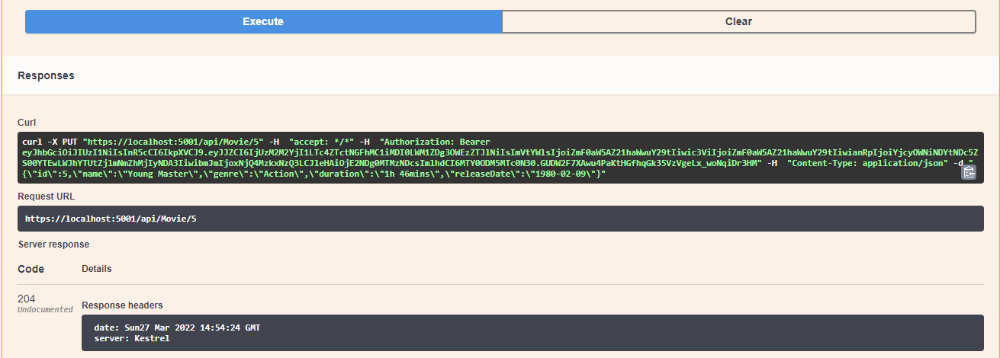 Execute
Clear
Responses
Curl
curl -X PUT "https://localhost:5001/api/Movie/5" -H  "accept: */*" -H  "Authorization: Bearer
eyJhbGciOiJIUzI1NiIsInR5cCI6IkpXVCJ9.eyJJZCI6IjUzM2M2YjI1LTc4ZTctNGFhMC1iMDI0LWM1ZDg3OWEzZTJlNiIsImVtYWlsIjoiZmF0aW5AZ21haWwuY29tIiwic3ViIjoiZmF0aW5AZ21haWwuY29tIiwianRpIjoiYjcyOWNiNDYtNDc5Z
S00YTEwLWJhYTUtZjlmNmZhMjIyNDA3IiwibmJmIjoxNjQ4MzkxNzQ3LCJleHAiOjE2NDg0MTMzNDcsImlhdCI6MTY0ODM5MTc0N30.GUDW2F7XAwu4PaKtHGfhqGk35VzVgeLx_woNqiDr3HM" -H  "Content-Type: application/json" -d "
{\"id\":5,\"name\":\"Young Master\",\"genre\":\"Action\",\"duration\":\"1h 46mins\",\"releaseDate\":\"1980-02-09\"}"
Request URL
https://localhost:5001/api/Movie/5
Server response
Code
Details
204
Undocumented
Response headers
date: Sun27 Mar 2022 14:54:24 GMT
server: Kestrel